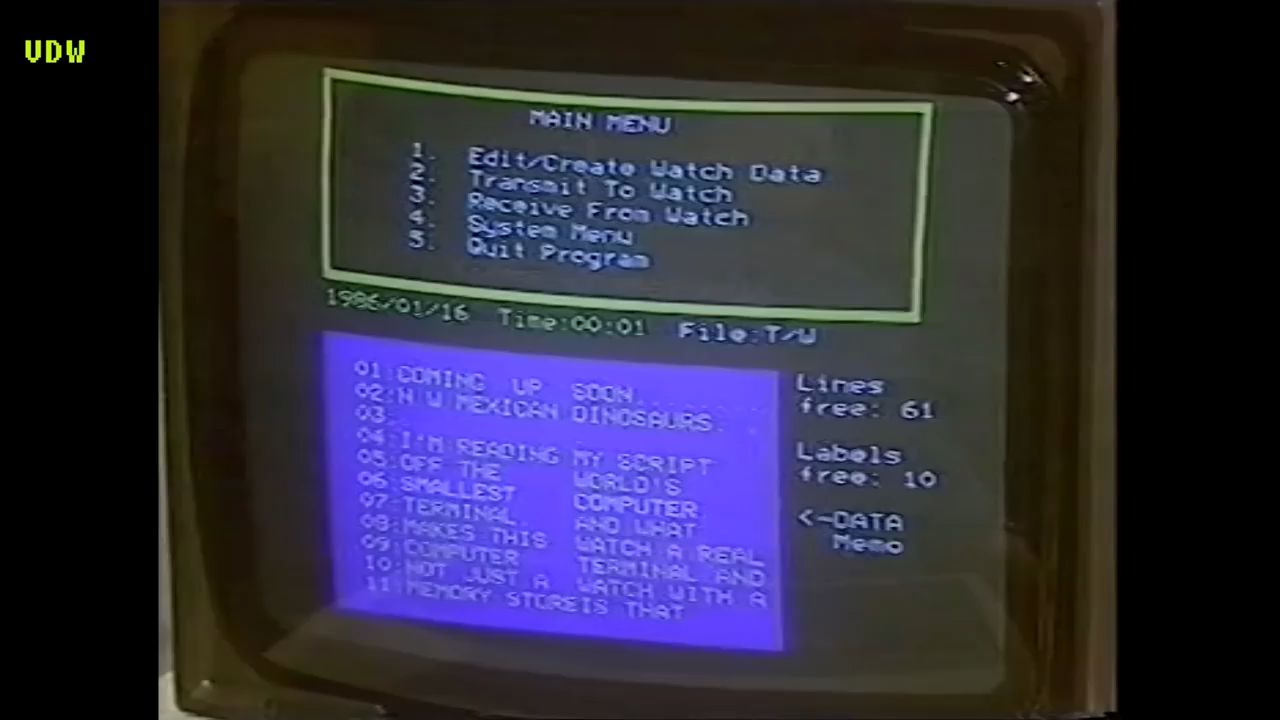 VDW
MAIN MENU
1. Edit/Create Watch Data
2. Transmit To Watch
3. Receive From Watch
4. System Menu
5. Quit Program
1986/01/16 Time:00:01 File:T/W
01:COMING UP SOON.......
02:N W MEXICAN DINOSAURS.
03:
04:I'M READING MY SCRIPT
05:OFF THE WORLD'S
06:SMALLEST COMPUTER
07:TERMINAL. AND WHAT
08:MAKES THIS WATCH A REAL
09:COMPUTER TERMINAL AND
10:NOT JUST A WATCH WITH A
11:MEMORY STOREIS THAT
Lines
free: 61
Labels
free: 10
<-DATA
Memo